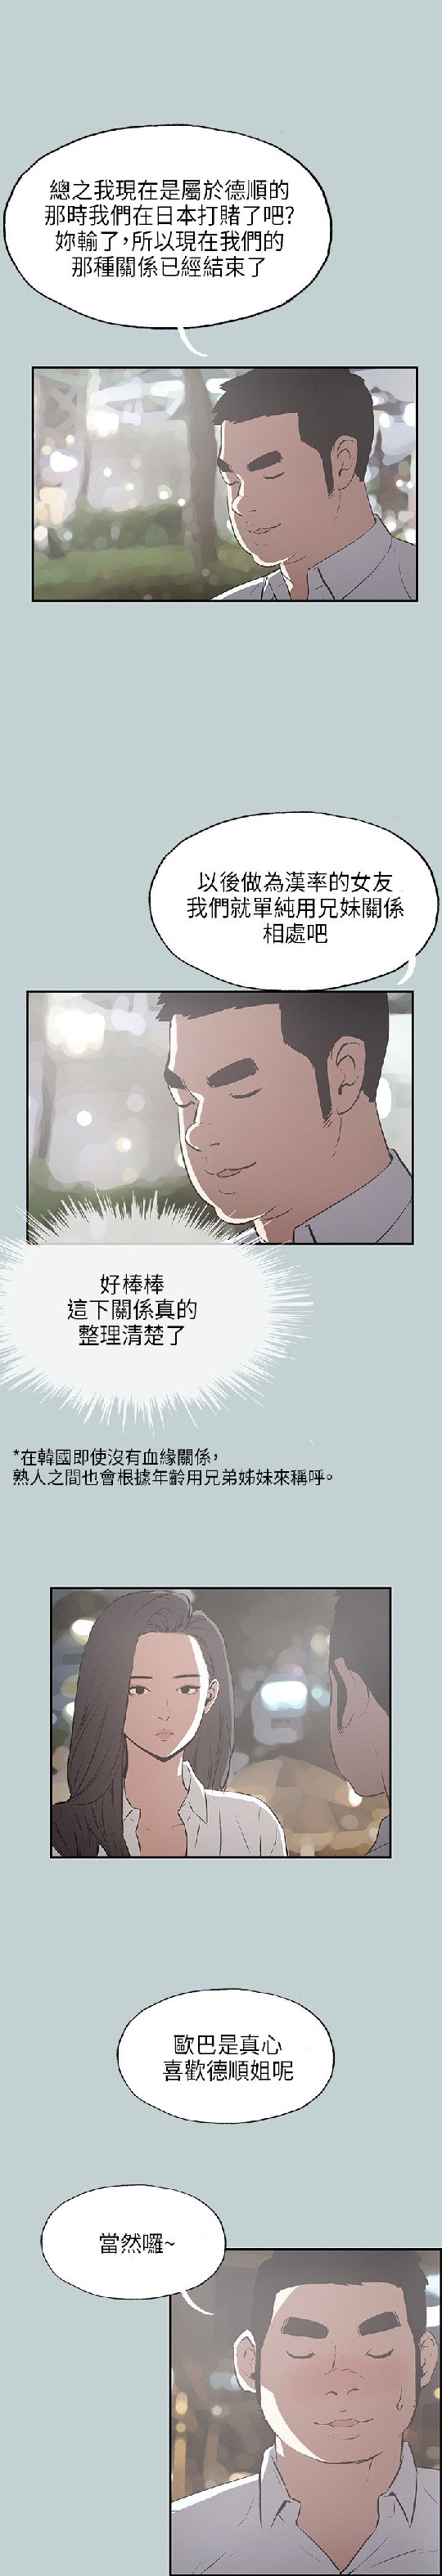 總之我現在是屬於德順的
那時我們在日本打賭了吧?
妳輸了,所以現在我們的
那種關係已經結束了
以後做為漢率的女友
我們就單純用兄妹關係
相處吧
好棒棒
這下關係真的
整理清楚了
*在韓國即使沒有血緣關係,
熟人之間也會根據年齡用兄弟姊妹來稱呼。
歐巴是真心
喜歡德順姐呢
當然囉~